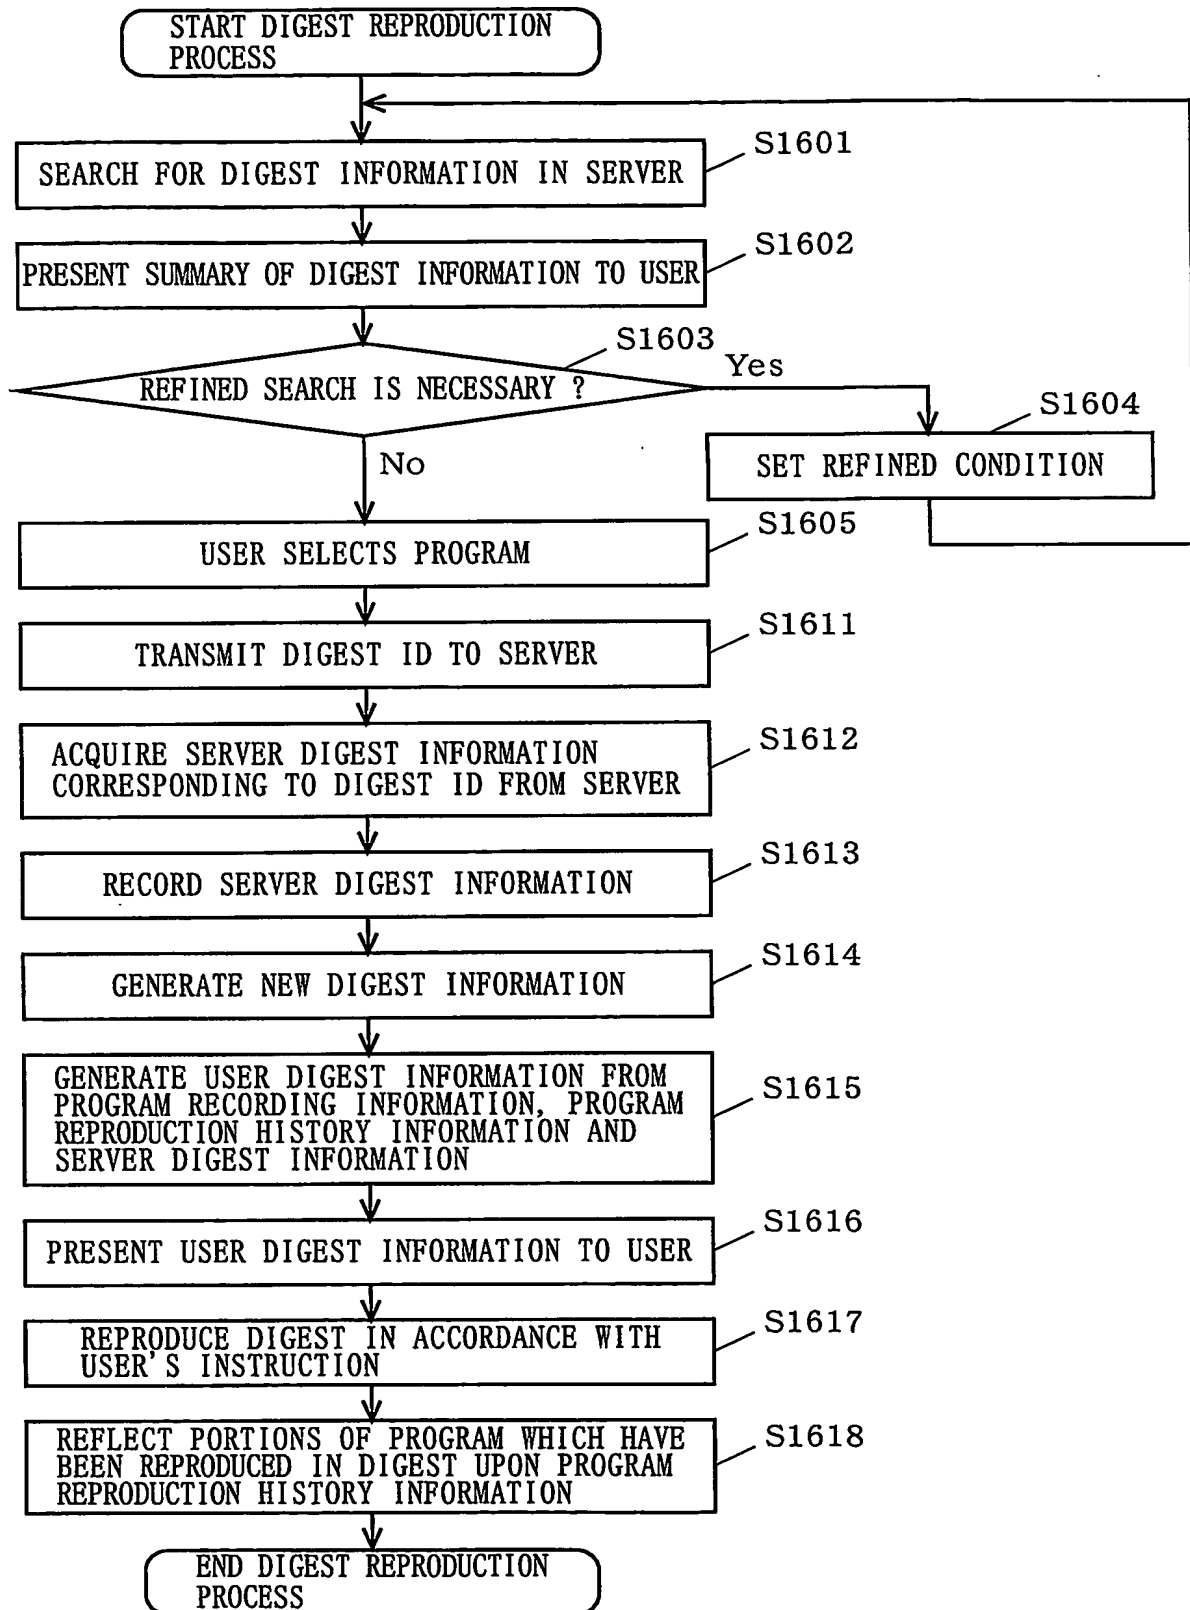 START DIGEST REPRODUCTION
PROCESS
S1601
SEARCH FOR DIGEST INFORMATION IN SERVER
S1602
PRESENT SUMMARY OF DIGEST INFORMATION TO USER
S1603
REFINED SEARCH IS NECESSARY ?
Yes
S1604
SET REFINED CONDITION
No
S1605
USER SELECTS PROGRAM
S1611
TRANSMIT DIGEST ID TO SERVER
S1612
ACQUIRE SERVER DIGEST INFORMATION
CORRESPONDING TO DIGEST ID FROM SERVER
S1613
RECORD SERVER DIGEST INFORMATION
S1614
GENERATE NEW DIGEST INFORMATION
S1615
GENERATE USER DIGEST INFORMATION FROM
PROGRAM RECORDING INFORMATION, PROGRAM
REPRODUCTION HISTORY INFORMATION AND
SERVER DIGEST INFORMATION
S1616
PRESENT USER DIGEST INFORMATION TO USER
S1617
REPRODUCE DIGEST IN ACCORDANCE WITH
USER'S INSTRUCTION
S1618
REFLECT PORTIONS OF PROGRAM WHICH HAVE
BEEN REPRODUCED IN DIGEST UPON PROGRAM
REPRODUCTION HISTORY INFORMATION
END DIGEST REPRODUCTION
PROCESS